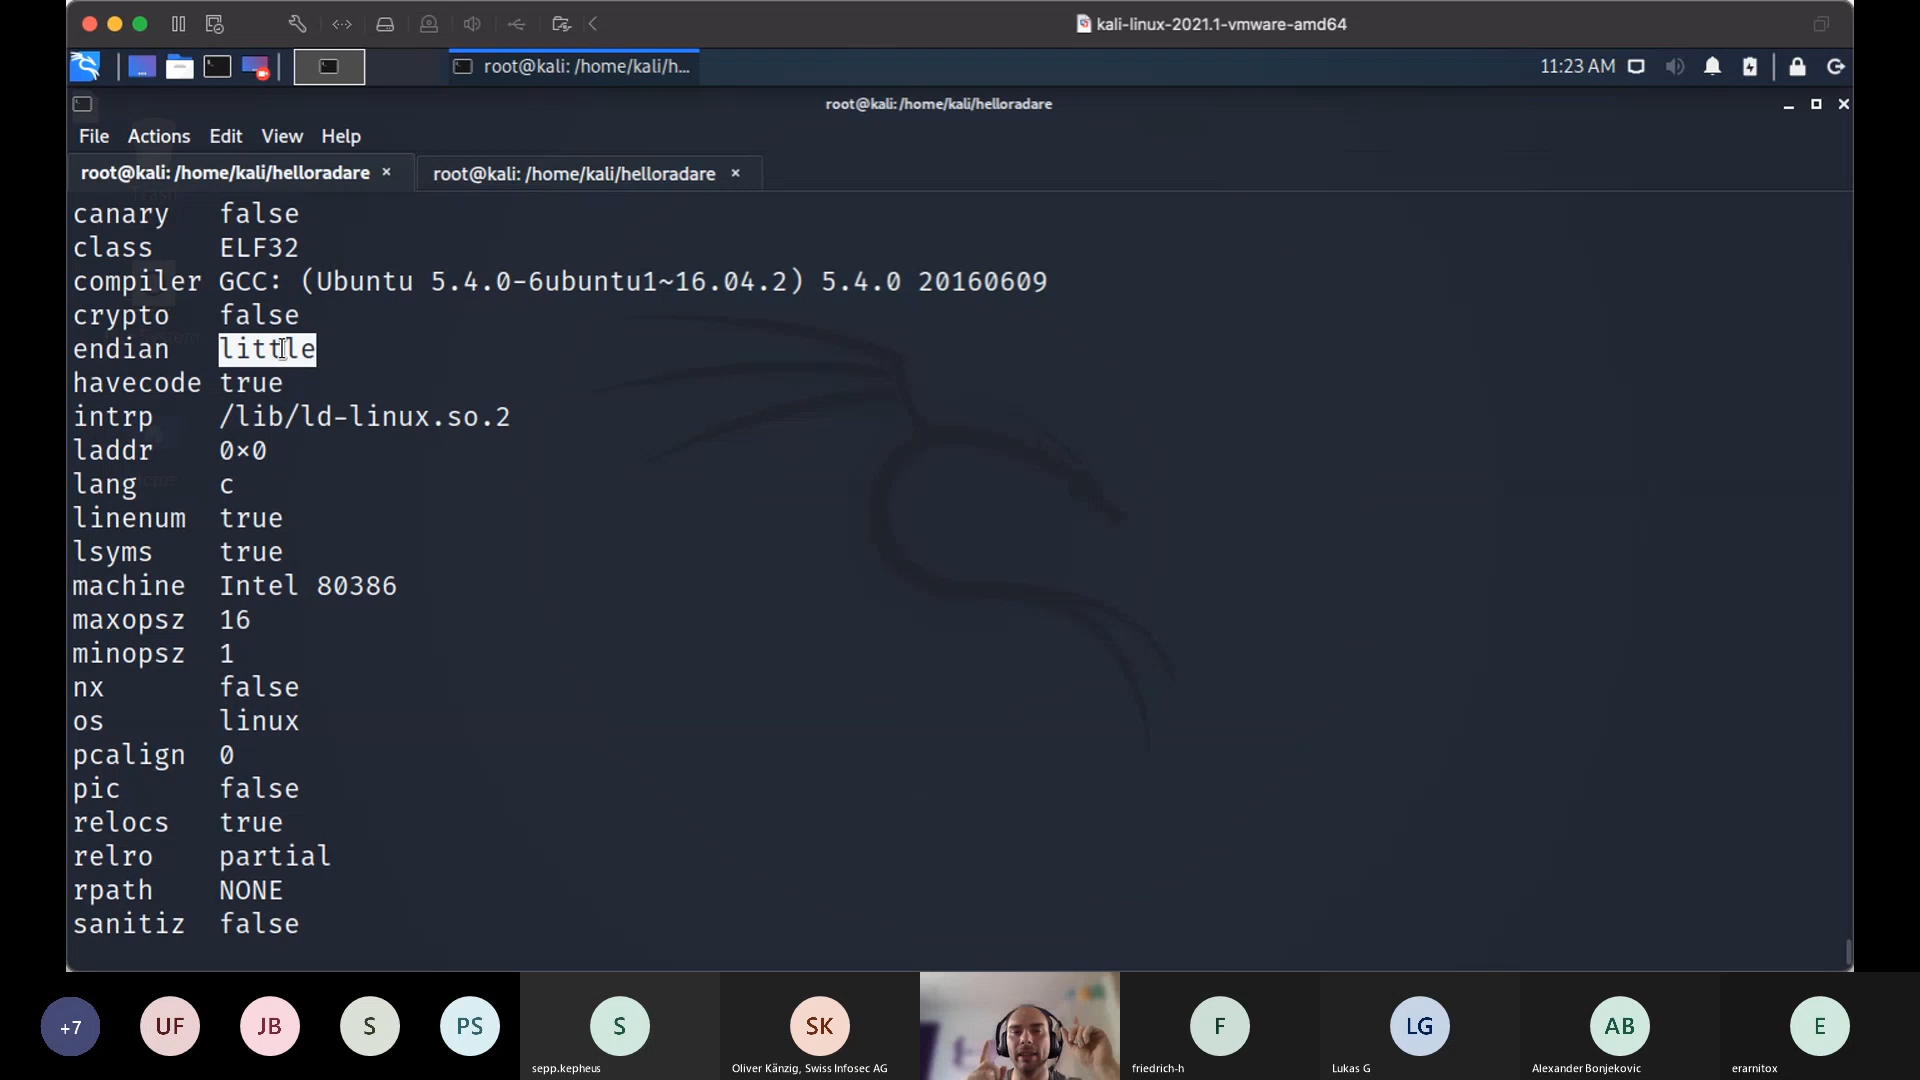 kali-linux-2021.1-vmware-amd64
root@kali: /home/kali/h...
11:23 AM
root@kali: /home/kali/helloradare
File Actions Edit View Help
root@kali: /home/kali/helloradare ×
root@kali: /home/kali/helloradare ×
canary false
class ELF32
compiler GCC: (Ubuntu 5.4.0-6ubuntu1~16.04.2) 5.4.0 20160609
crypto false
endian little
havecode true
intrp /lib/ld-linux.so.2
laddr 0×0
lang c
linenum true
lsyms true
machine Intel 80386
maxopsz 16
minopsz 1
nx false
os linux
pcalign 0
pic false
relocs true
relro partial
rpath NONE
sanitiz false
+7
UF
JB
S
PS
S
sepp.kepheus
SK
Oliver Känzig, Swiss Infosec AG
F
friedrich-h
LG
Lukas G
AB
Alexander Bonjekovic
E
erarnitox